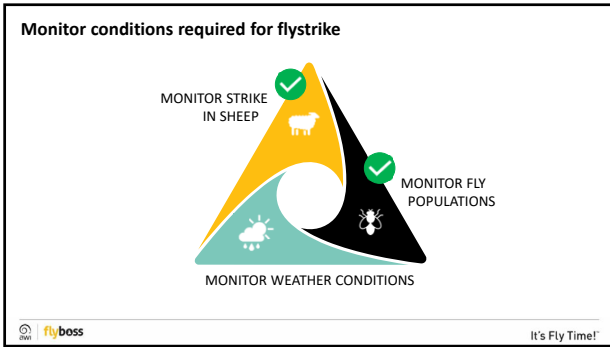 Monitor conditions required for flystrike
MONITOR STRIKE
IN SHEEP
MONITOR FLY
POPULATIONS
MONITOR WEATHER CONDITIONS
awi flyboss
It's Fly Time!™